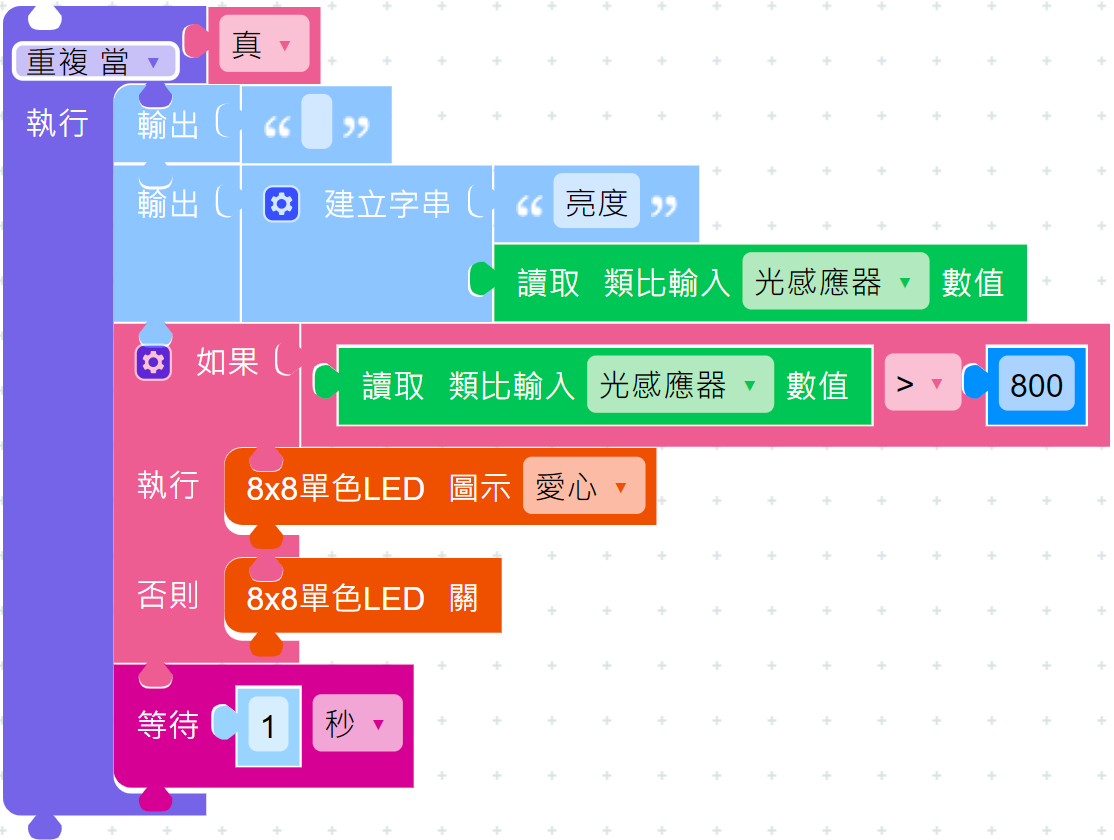 重複 當 真
執行 輸出 “ ”
輸出 建立字串 “ 亮度 ”
讀取 類比輸入 光感應器 數值
如果 讀取 類比輸入 光感應器 數值 > 800
執行 8x8單色LED 圖示 愛心
否則 8x8單色LED 關
等待 1 秒